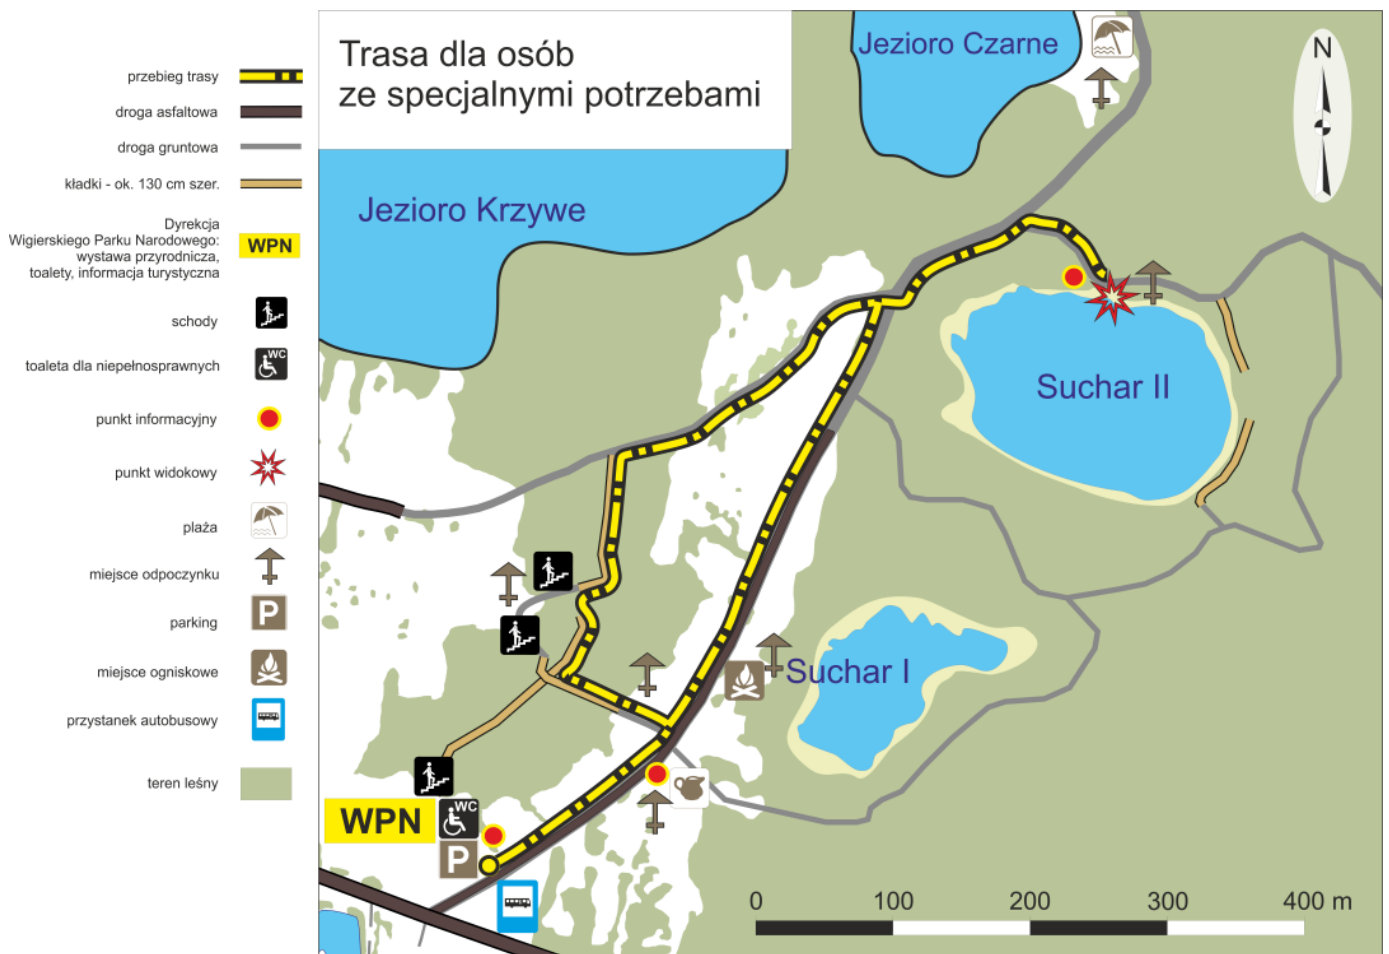 Trasa dla osób
ze specjalnymi potrzebami
przebieg trasy
droga asfaltowa
droga gruntowa
kładki - ok. 130 cm szer.
Dyrekcja
Wigierskiego Parku Narodowego:
wystawa przyrodnicza,
toalety, informacja turystyczna
WPN
schody
toaleta dla niepełnosprawnych
WC
punkt informacyjny
punkt widokowy
plaża
miejsce odpoczynku
parking
P
miejsce ogniskowe
przystanek autobusowy
teren leśny
Jezioro Czarne
N
Jezioro Krzywe
Suchar II
Suchar I
WPN
WC
P
0 100 200 300 400 m